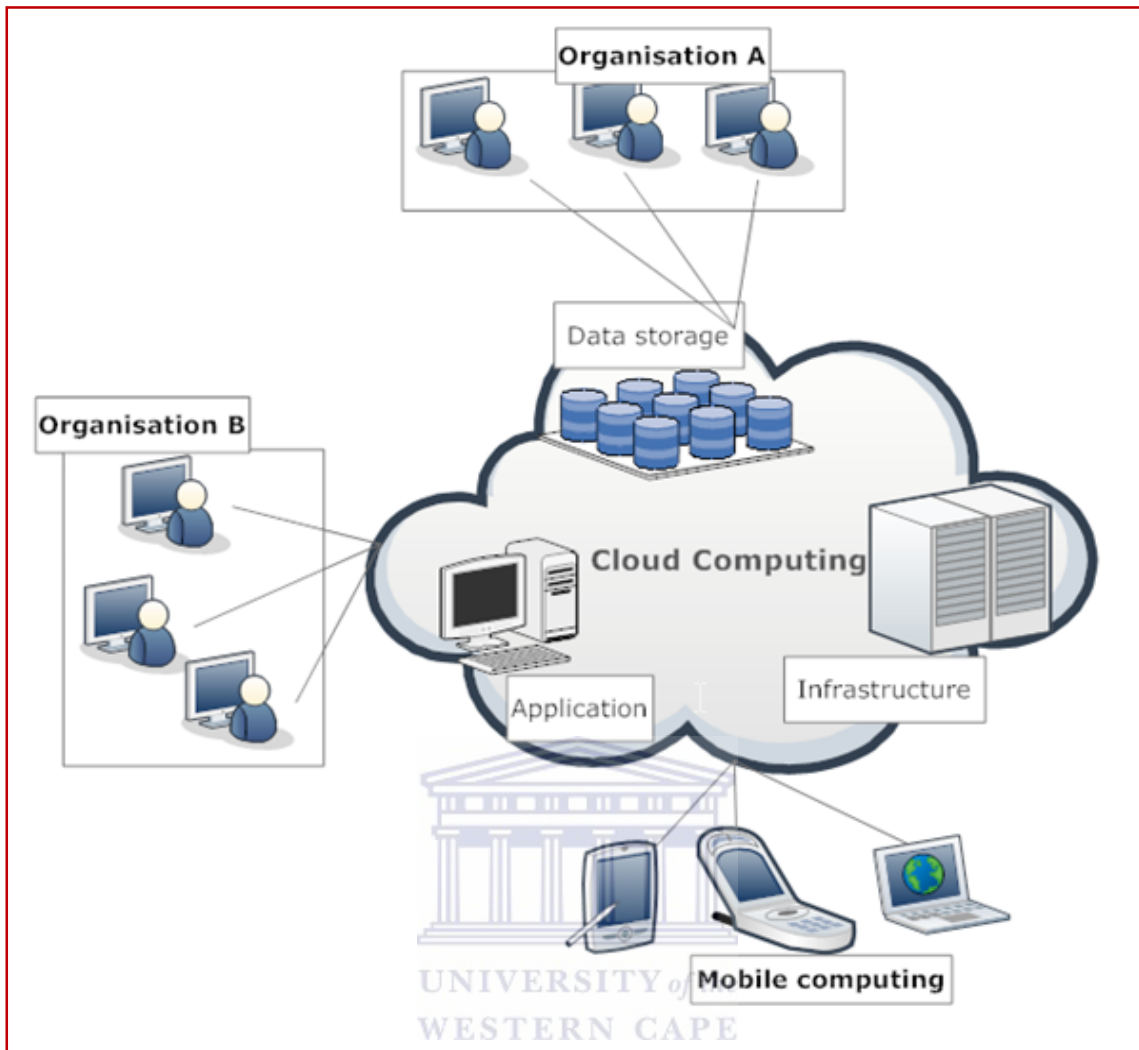 Organisation A
Data storage
Organisation B
Cloud Computing
Infrastructure
Application
Mobile computing
UNIVERSITY of the
WESTERN CAPE